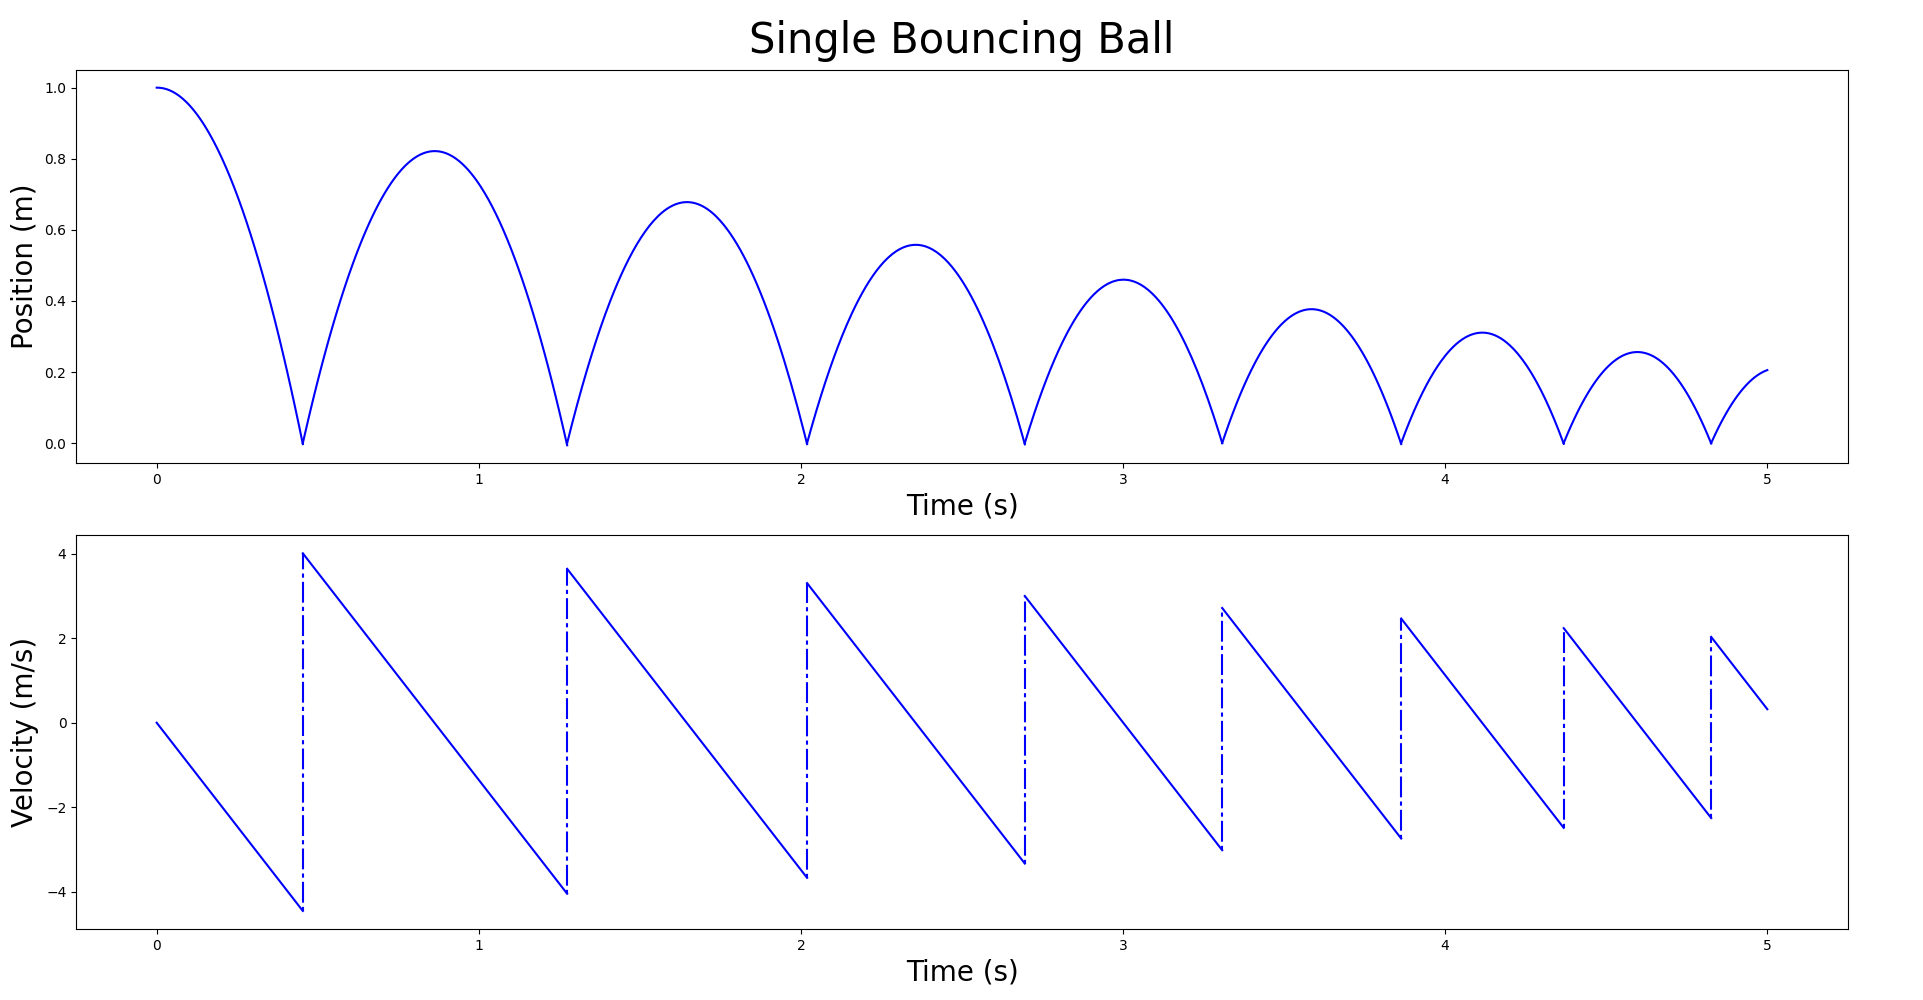 Single Bouncing Ball
1.0
0.8
0.6
0.4
0.2
0.0
Position (m)
0 1 2 3 4 5
Time (s)
4
2
0
−2
−4
Velocity (m/s)
0 1 2 3 4 5
Time (s)